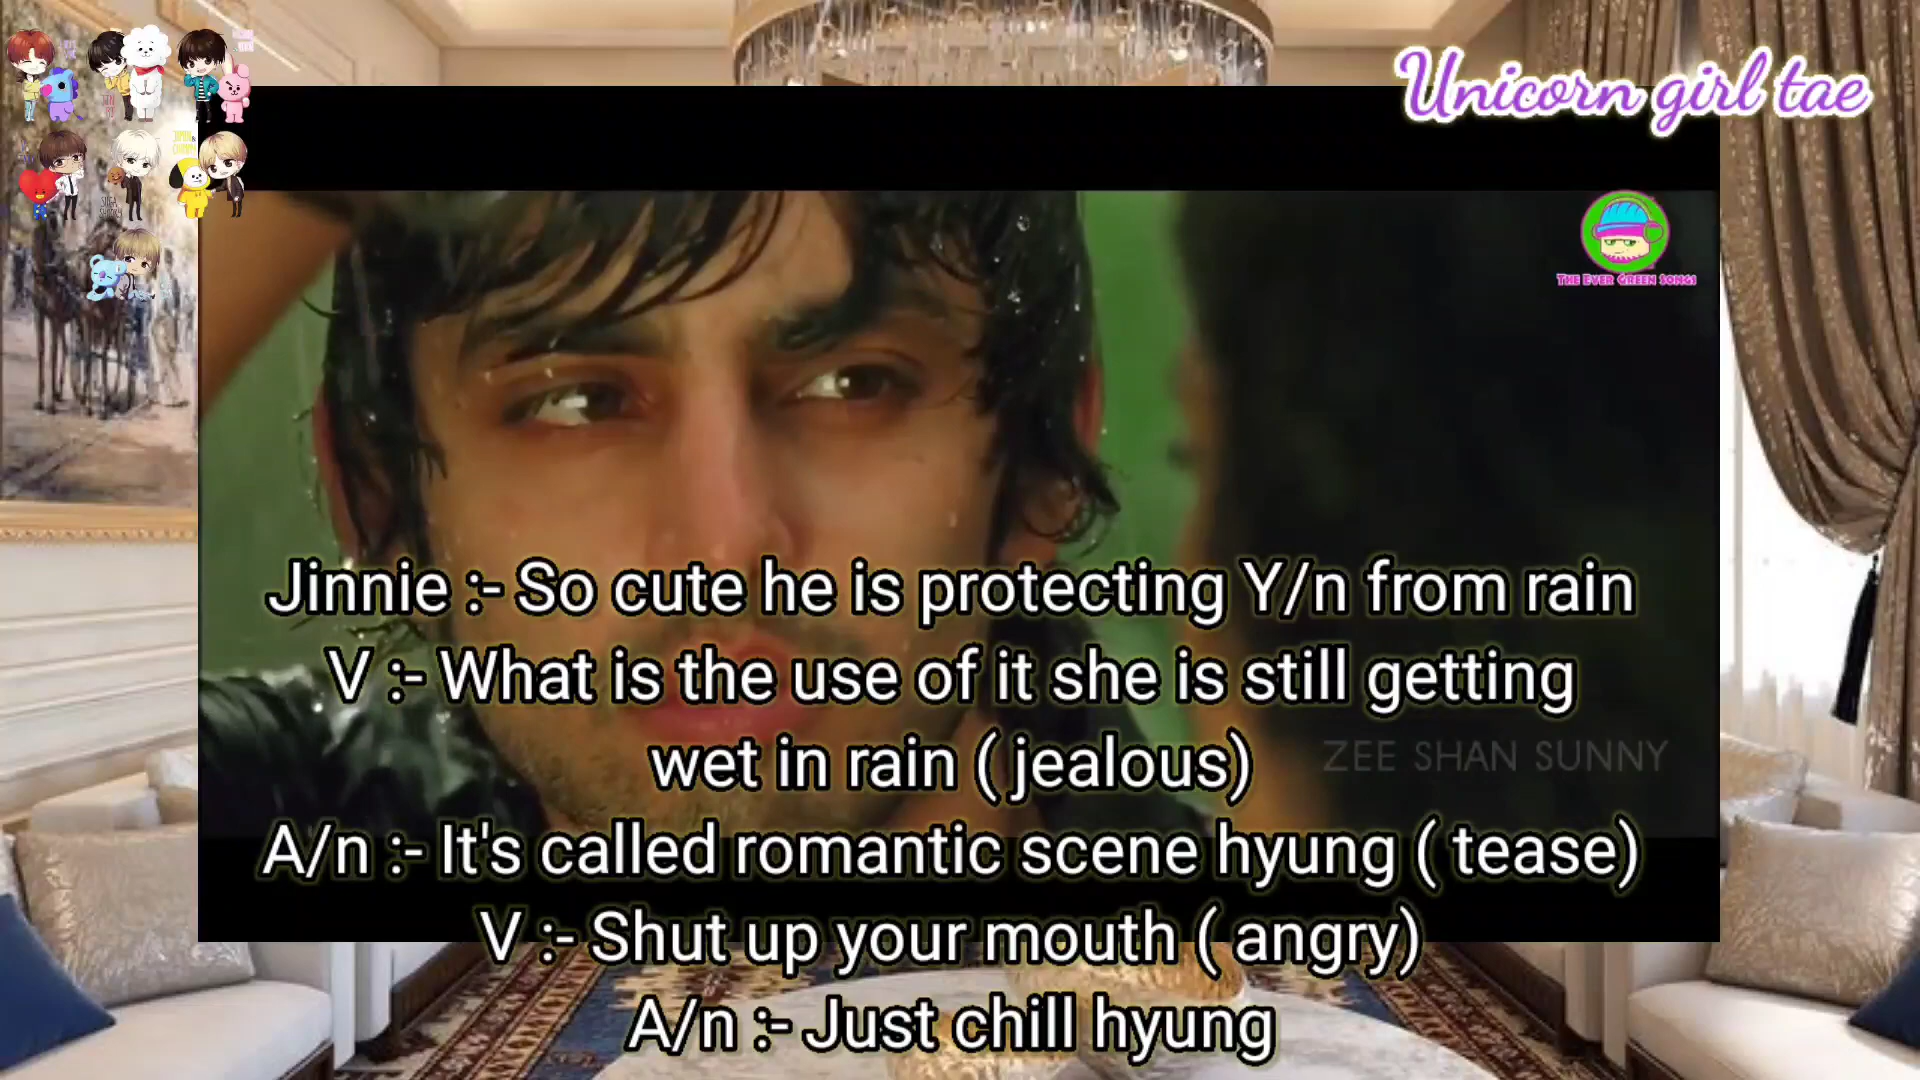 Unicorn girl tae
THE EVER GREEN SONGS
Jinnie :- So cute he is protecting Y/n from rain
V :- What is the use of it she is still getting
wet in rain ( jealous)
ZEE SHAN SUNNY
A/n :- It's called romantic scene hyung ( tease)
V :- Shut up your mouth ( angry)
A/n :- Just chill hyung